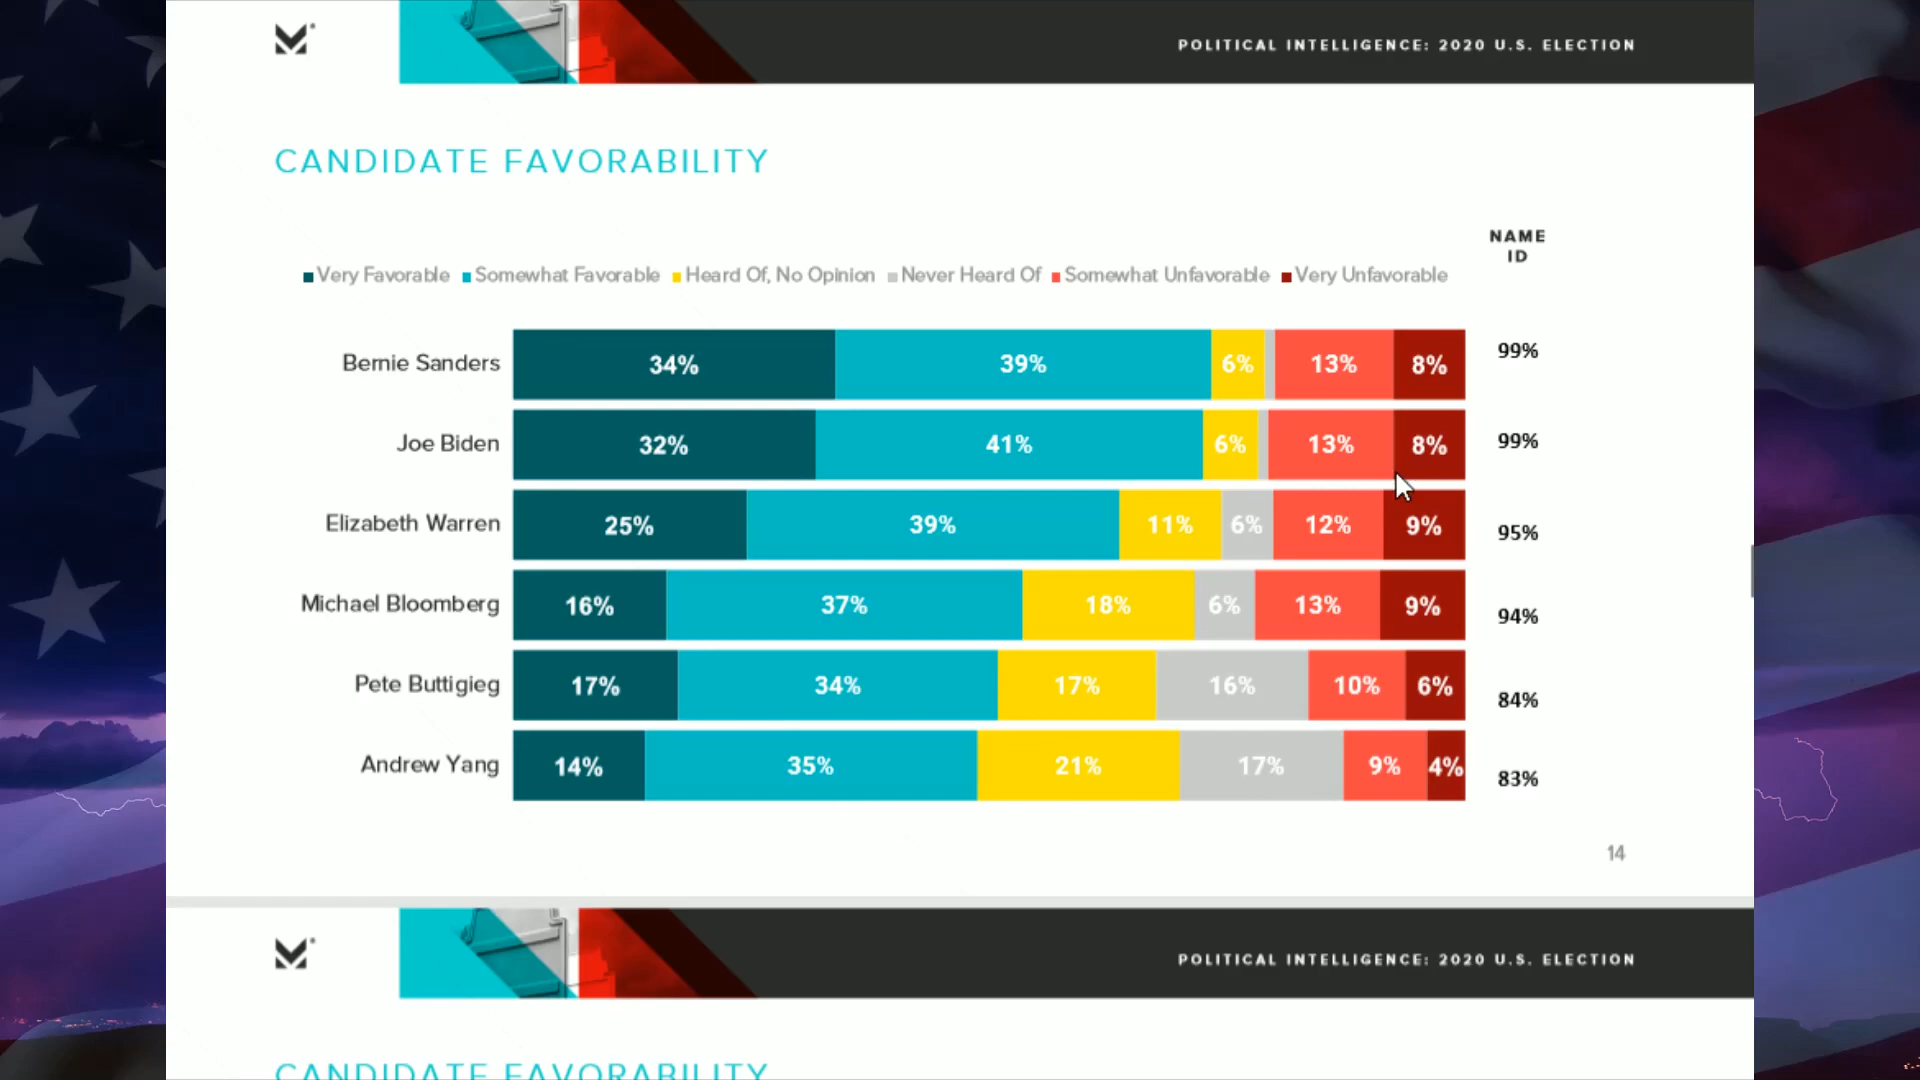 POLITICAL INTELLIGENCE: 2020 U.S. ELECTION
CANDIDATE FAVORABILITY
NAME
ID
Very Favorable Somewhat Favorable Heard Of, No Opinion Never Heard Of Somewhat Unfavorable Very Unfavorable
Bernie Sanders 34% 39% 6% 13% 8% 99%
Joe Biden 32% 41% 6% 13% 8% 99%
Elizabeth Warren 25% 39% 11% 6% 12% 9% 95%
Michael Bloomberg 16% 37% 18% 6% 13% 9% 94%
Pete Buttigieg 17% 34% 17% 16% 10% 6% 84%
Andrew Yang 14% 35% 21% 17% 9% 4% 83%
14
POLITICAL INTELLIGENCE: 2020 U.S. ELECTION
CANDIDATE FAVORABILITY